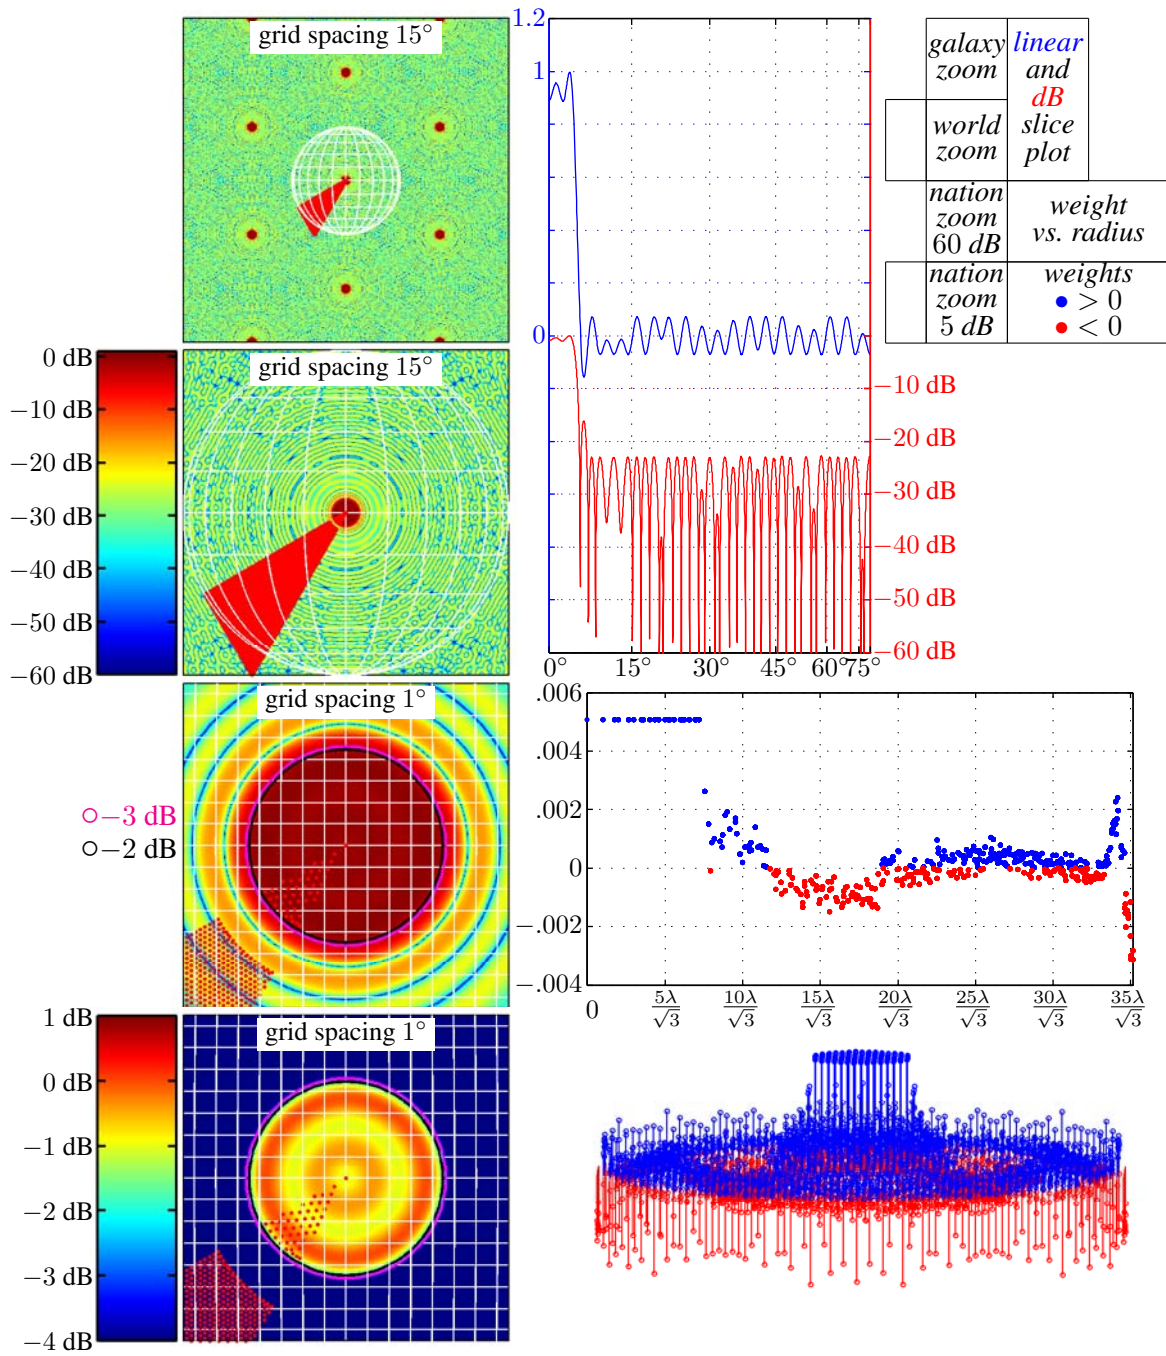 grid spacing 15°
1.2
1
0
−10 dB
−20 dB
−30 dB
−40 dB
−50 dB
−60 dB
0° 15° 30° 45° 60° 75°
galaxy zoom
linear and dB slice plot
world zoom
nation zoom 60 dB
weight vs. radius
nation zoom 5 dB
weights
> 0
< 0
grid spacing 15°
0 dB
−10 dB
−20 dB
−30 dB
−40 dB
−50 dB
−60 dB
grid spacing 1°
−3 dB
−2 dB
.006
.004
.002
0
−.002
−.004
0 5λ/√3 10λ/√3 15λ/√3 20λ/√3 25λ/√3 30λ/√3 35λ/√3
grid spacing 1°
1 dB
0 dB
−1 dB
−2 dB
−3 dB
−4 dB